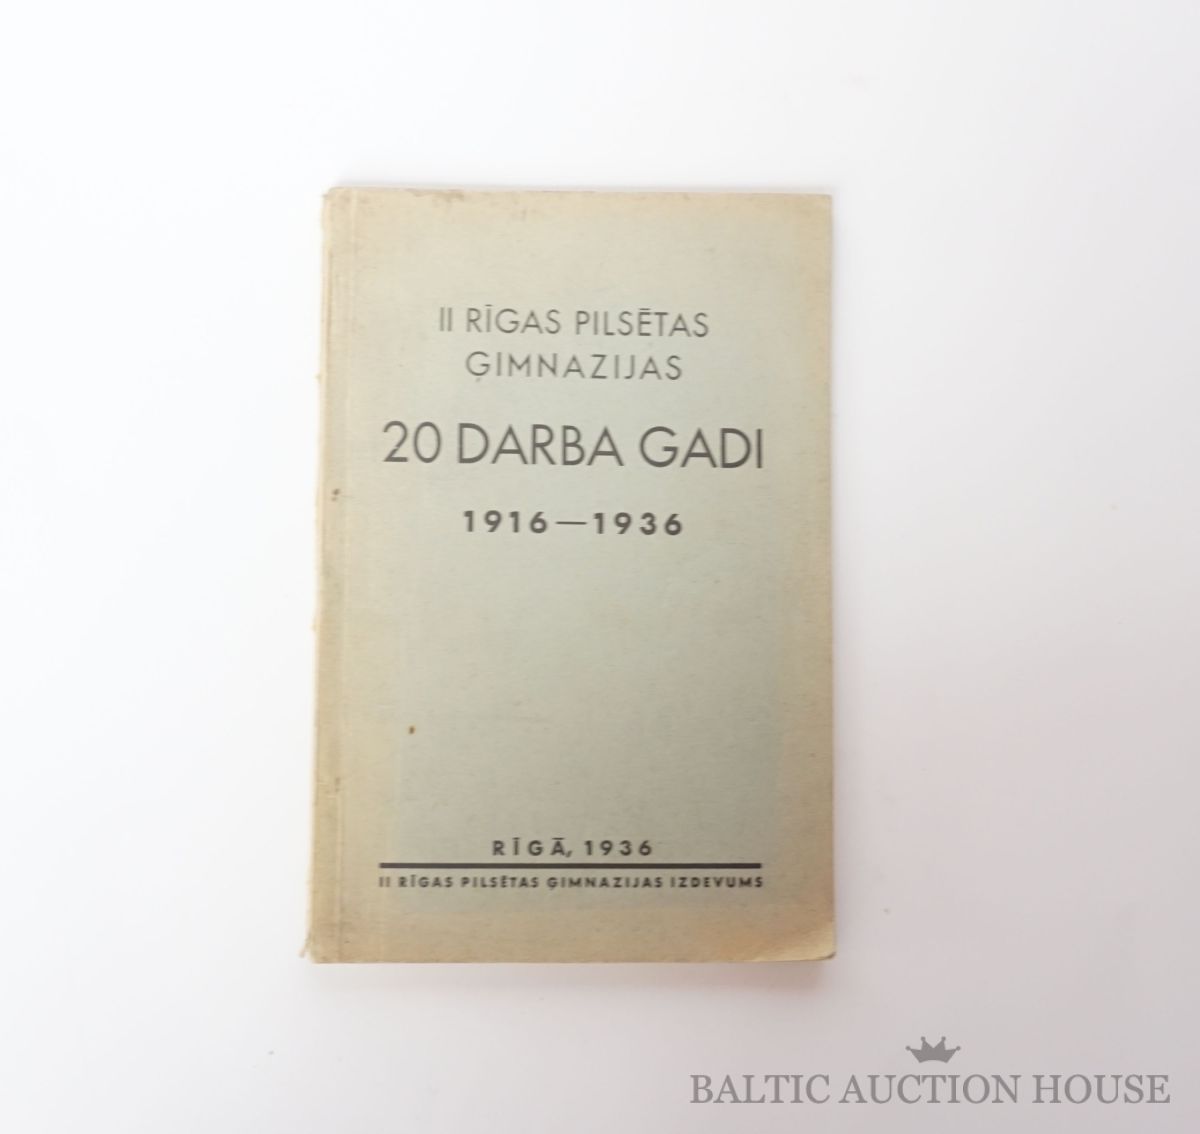 II RĪGAS PILSĒTAS
ĢIMNAZIJAS
20 DARBA GADI
1916—1936
RĪGĀ, 1936
II RĪGAS PILSĒTAS ĢIMNAZIJAS IZDEVUMS
BALTIC AUCTION HOUSE